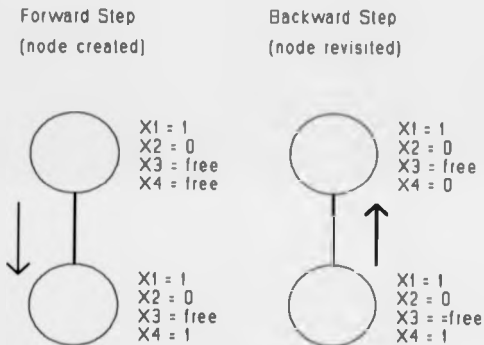 Forward Step
(node created)
X1 = 1
X2 = 0
X3 = free
X4 = free
X1 = 1
X2 = 0
X3 = free
X4 = 1
Backward Step
(node revisited)
X1 = 1
X2 = 0
X3 = free
X4 = 0
X1 = 1
X2 = 0
X3 = =free
X4 = 1